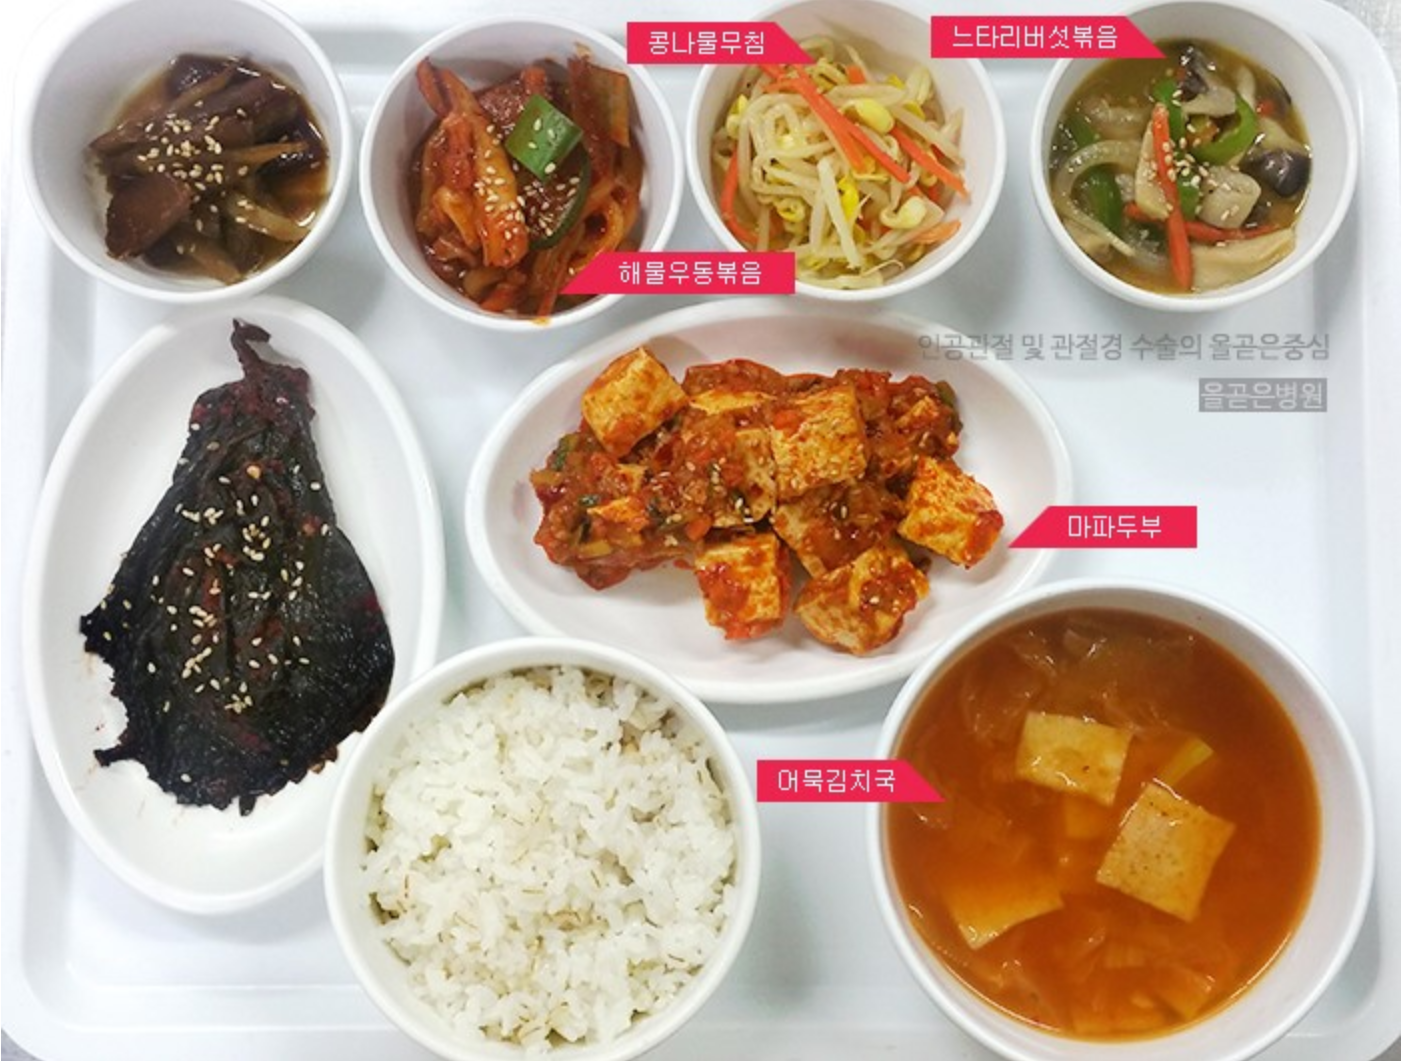 콩나물무침
느타리버섯볶음
해물우동볶음
인공관절 및 관절경 수술의 올곧은중심
올곧은병원
마파두부
어묵김치국